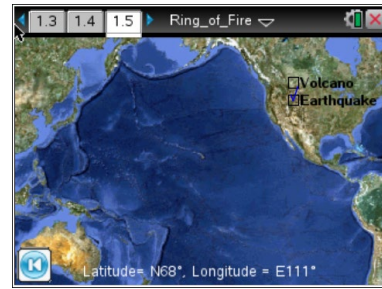 1.3 1.4 1.5 Ring_of_Fire
Volcano
Earthquake
Latitude= N68°, Longitude = E111°